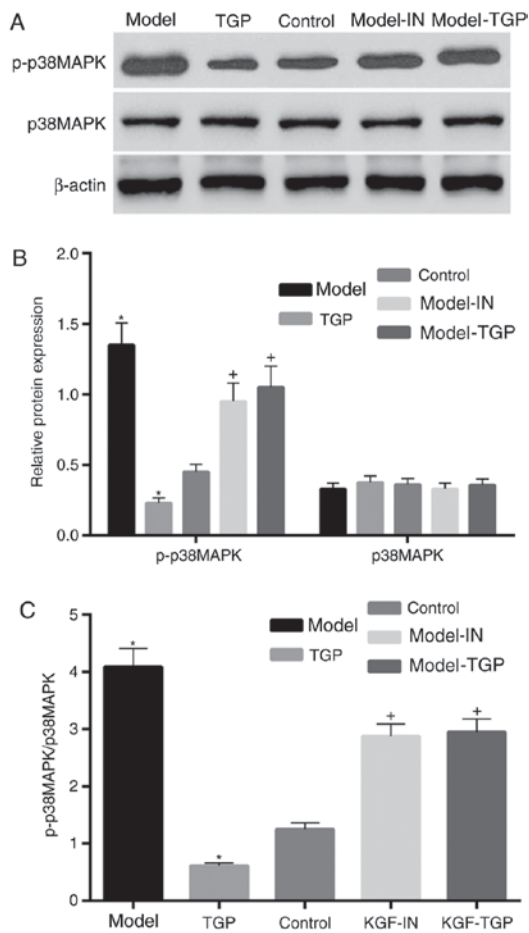 A
Model TGP Control Model-IN Model-TGP
p-p38MAPK
p38MAPK
β-actin
B
Relative protein expression
2.0
1.5
1.0
0.5
0.0
Model
TGP
Control
Model-IN
Model-TGP
*
*
+
+
p-p38MAPK p38MAPK
C
p-p38MAPK/p38MAPK
5
4
3
2
1
0
Model
TGP
Control
Model-IN
Model-TGP
*
*
+
+
Model TGP Control KGF-IN KGF-TGP